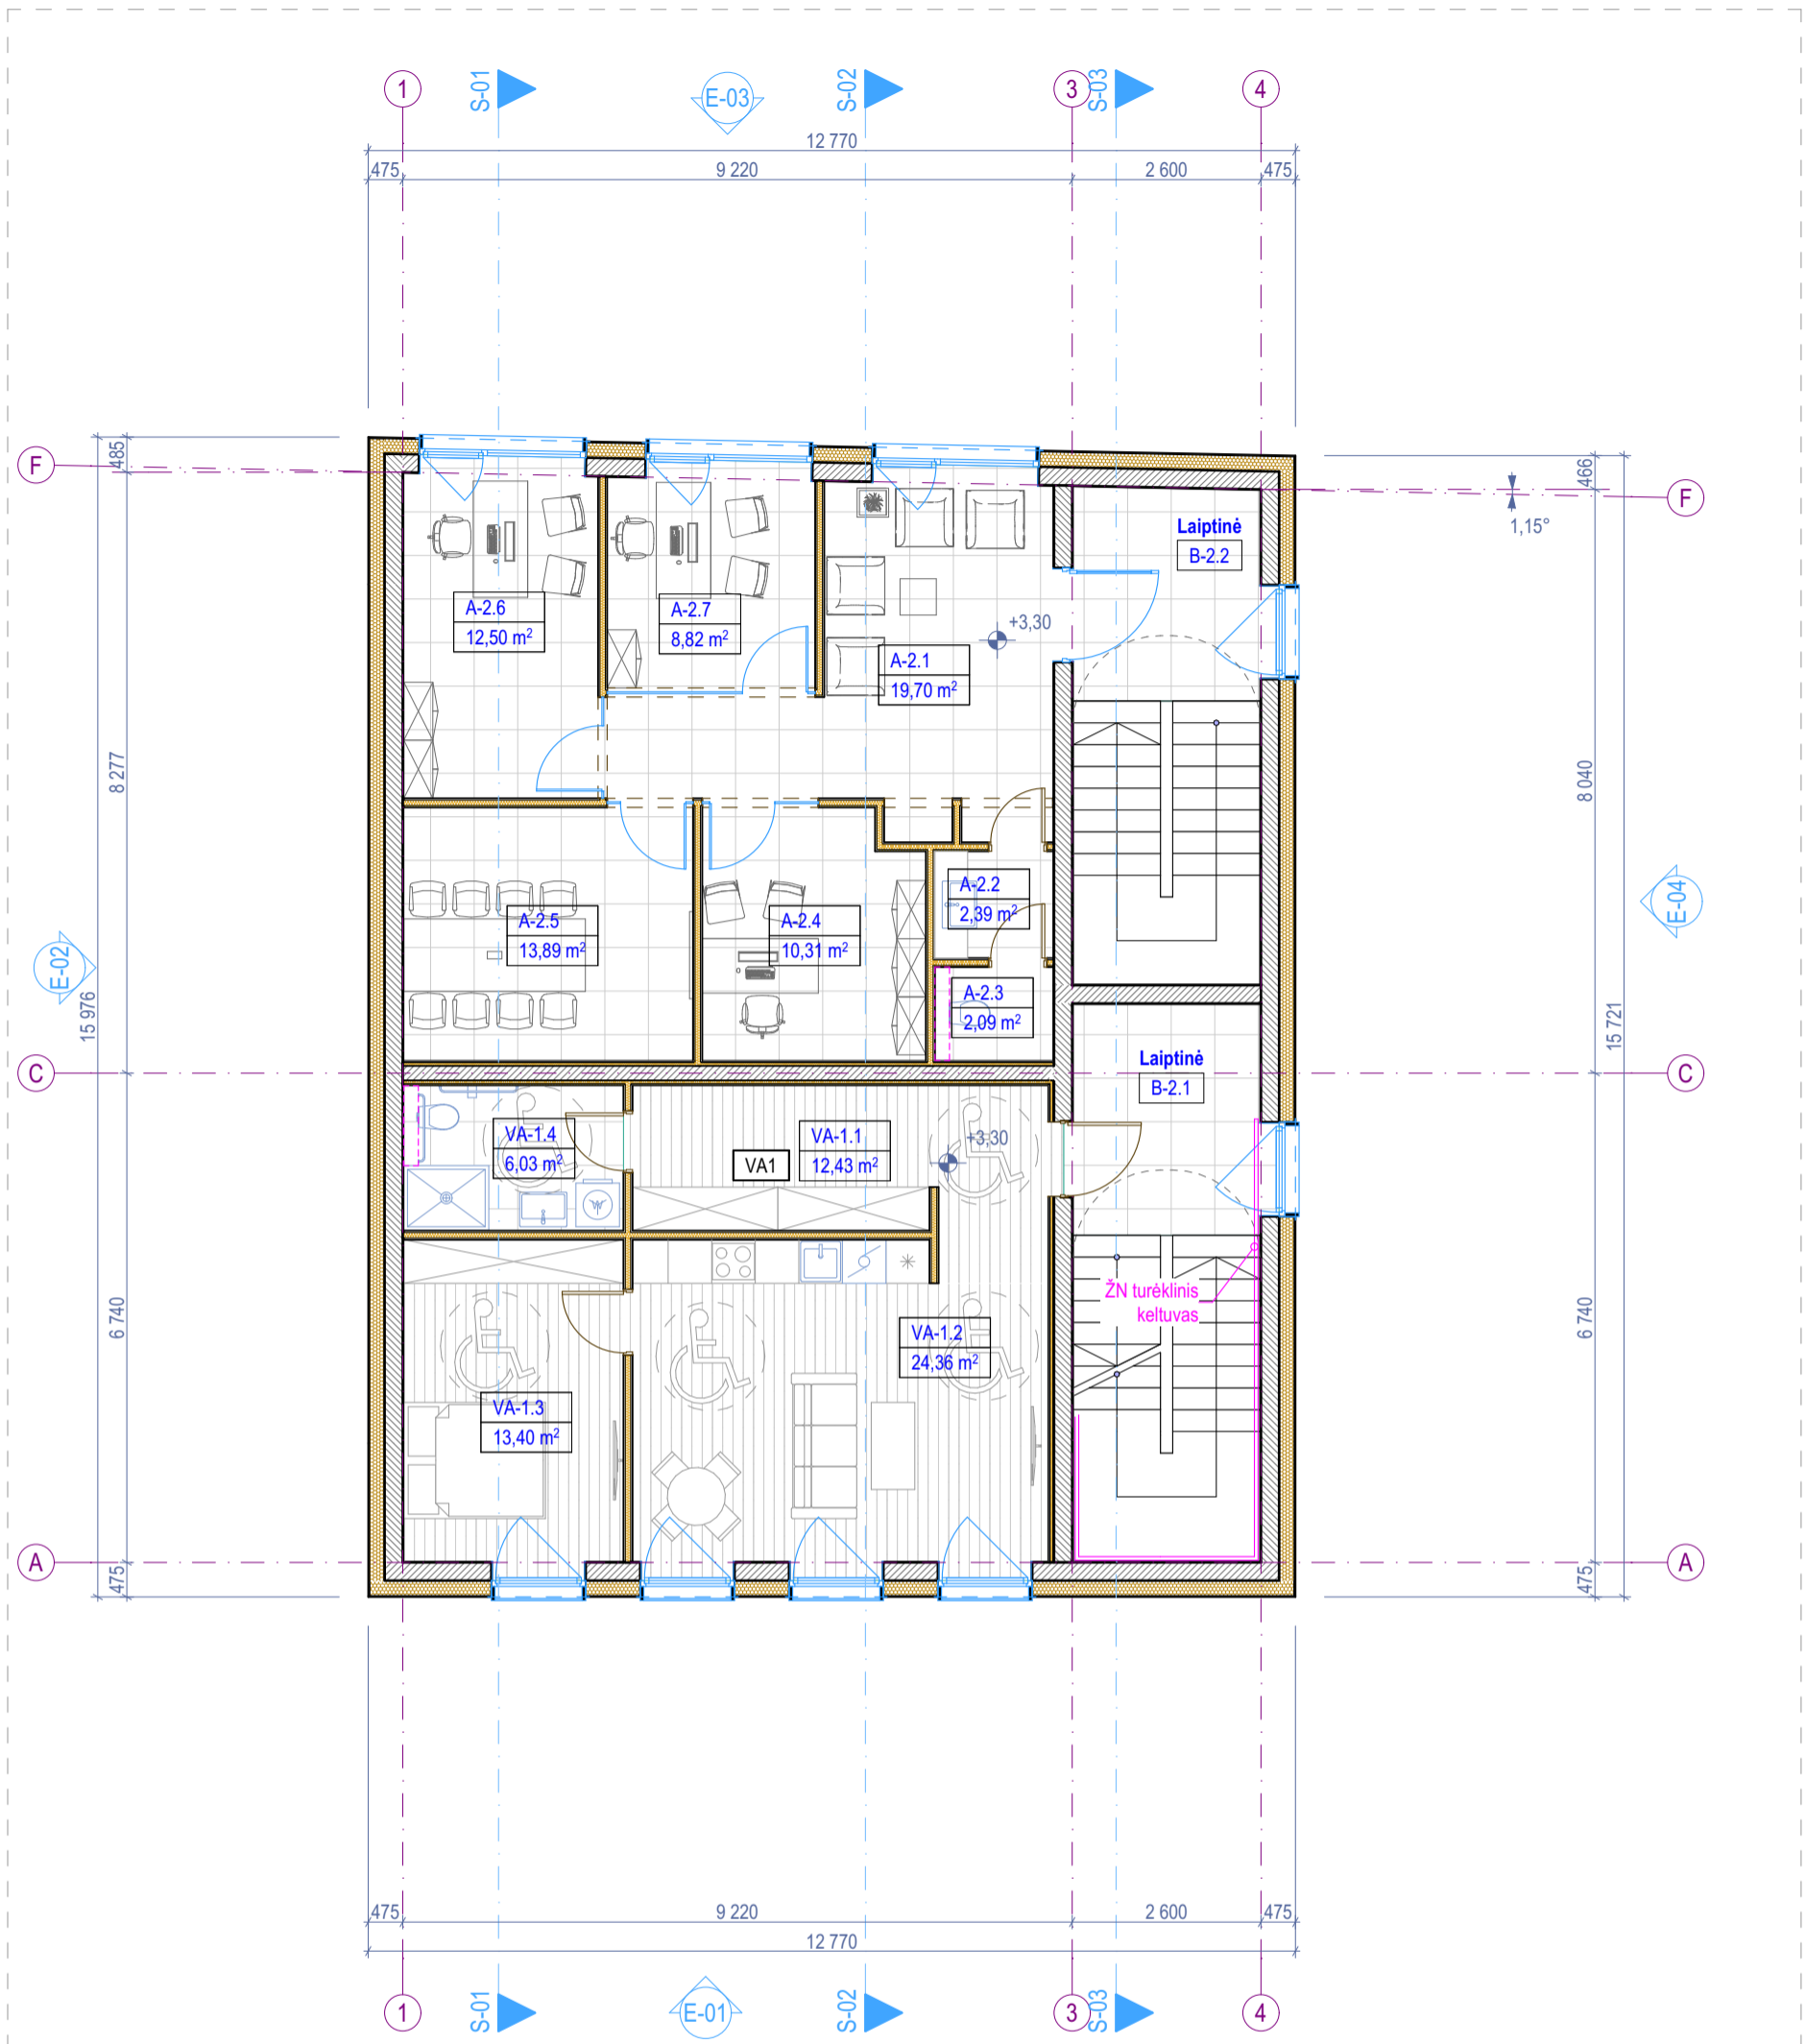 1
S-01
E-03
S-02
3
S-03
4
12 770
475
9 220
2 600
475
F
485
466
F
1,15°
Laiptinė
B-2.2
A-2.6
12,50 m²
A-2.7
8,82 m²
+3,30
A-2.1
19,70 m²
8 277
8 040
A-2.2
2,39 m²
A-2.5
13,89 m²
A-2.4
10,31 m²
E-04
E-02
A-2.3
2,09 m²
15 976
15 721
C
Laiptinė
B-2.1
C
VA-1.4
6,03 m²
VA1
VA-1.1
12,43 m²
+3,30
ŽN turėklinis
keltuvas
6 740
6 740
VA-1.2
24,36 m²
VA-1.3
13,40 m²
A
475
475
A
475
9 220
2 600
475
12 770
1
S-01
E-01
S-02
3
S-03
4